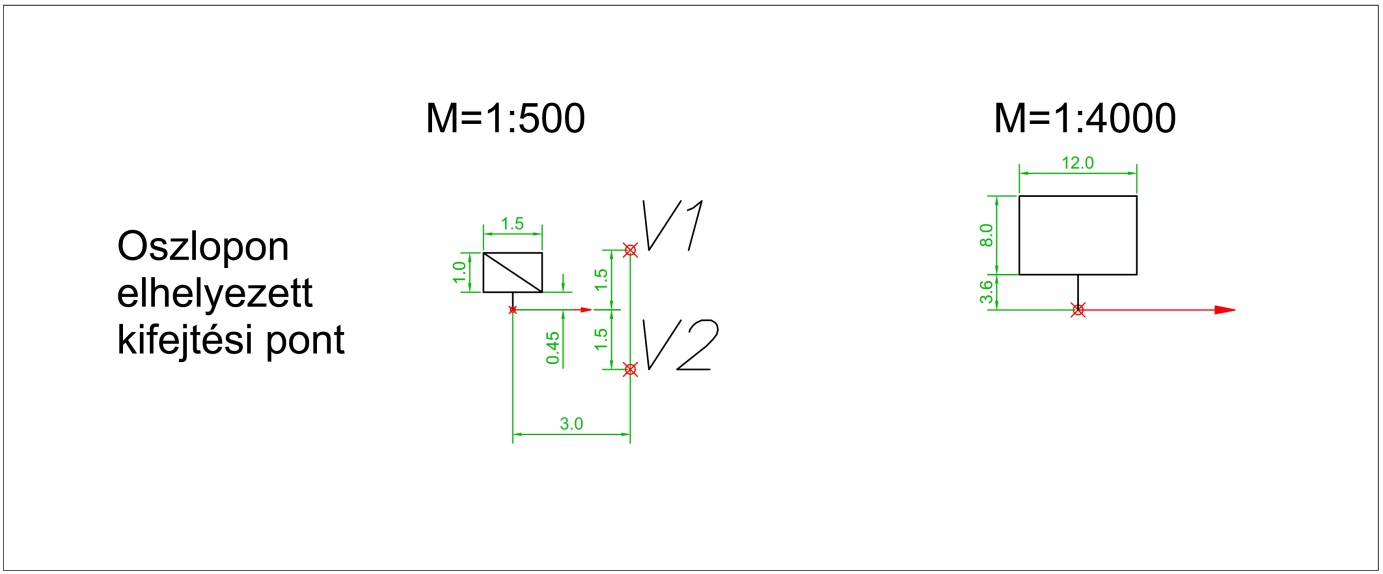 M=1:500
M=1:4000
Oszlopon
elhelyezett
kifejtési pont
1.5
1.0
0.45
1.5
1.5
3.0
V1
V2
12.0
8.0
3.6